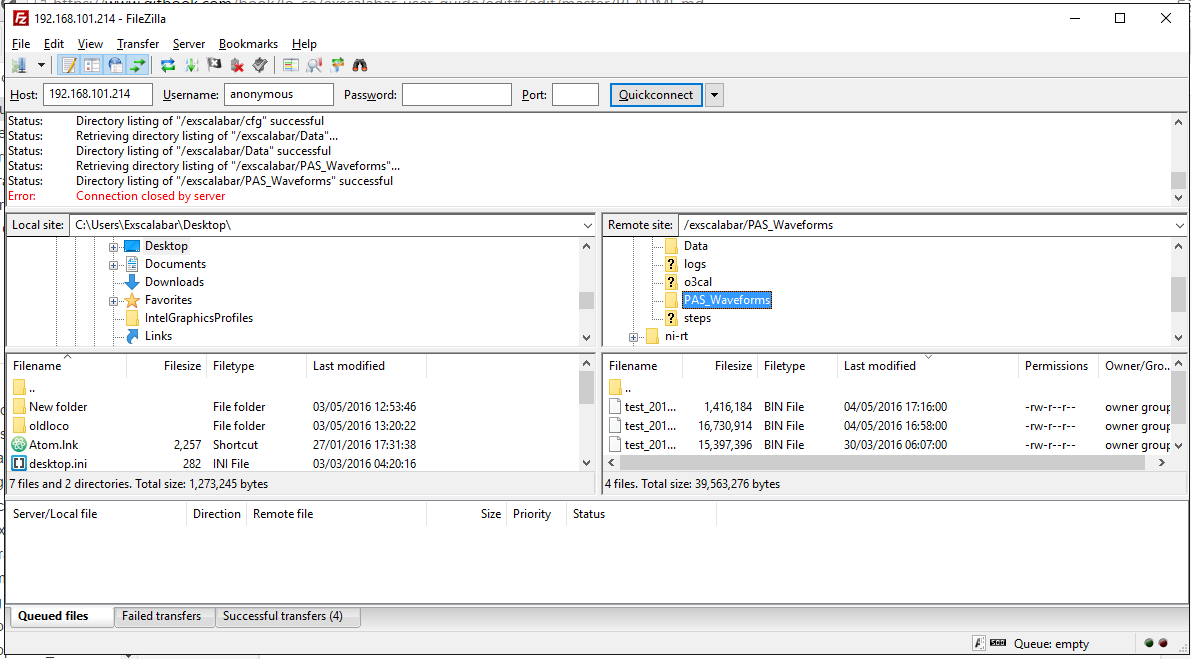 192.168.101.214 - FileZilla
File Edit View Transfer Server Bookmarks Help
Host: 192.168.101.214 Username: anonymous Password: Port: Quickconnect
Status: Directory listing of "/exscalabar/cfg" successful
Status: Retrieving directory listing of "/exscalabar/Data"...
Status: Directory listing of "/exscalabar/Data" successful
Status: Retrieving directory listing of "/exscalabar/PAS_Waveforms"...
Status: Directory listing of "/exscalabar/PAS_Waveforms" successful
Error: Connection closed by server
Local site: C:\Users\Exscalabar\Desktop\
Desktop
Documents
Downloads
Favorites
IntelGraphicsProfiles
Links
Remote site: /exscalabar/PAS_Waveforms
Data
logs
o3cal
PAS_Waveforms
steps
ni-rt
Filename Filesize Filetype Last modified
..
New folder File folder 03/05/2016 12:53:46
oldloco File folder 03/05/2016 13:20:22
Atom.lnk 2,257 Shortcut 27/01/2016 17:31:38
desktop.ini 282 INI File 03/03/2016 04:20:16
7 files and 2 directories. Total size: 1,273,245 bytes
Filename Filesize Filetype Last modified Permissions Owner/Gro...
..
test_201... 1,416,184 BIN File 04/05/2016 17:16:00 -rw-r--r-- owner group
test_201... 16,730,914 BIN File 04/05/2016 16:58:00 -rw-r--r-- owner group
test_201... 15,397,396 BIN File 30/03/2016 06:07:00 -rw-r--r-- owner group
4 files. Total size: 39,563,276 bytes
Server/Local file Direction Remote file Size Priority Status
Queued files Failed transfers Successful transfers (4)
Queue: empty